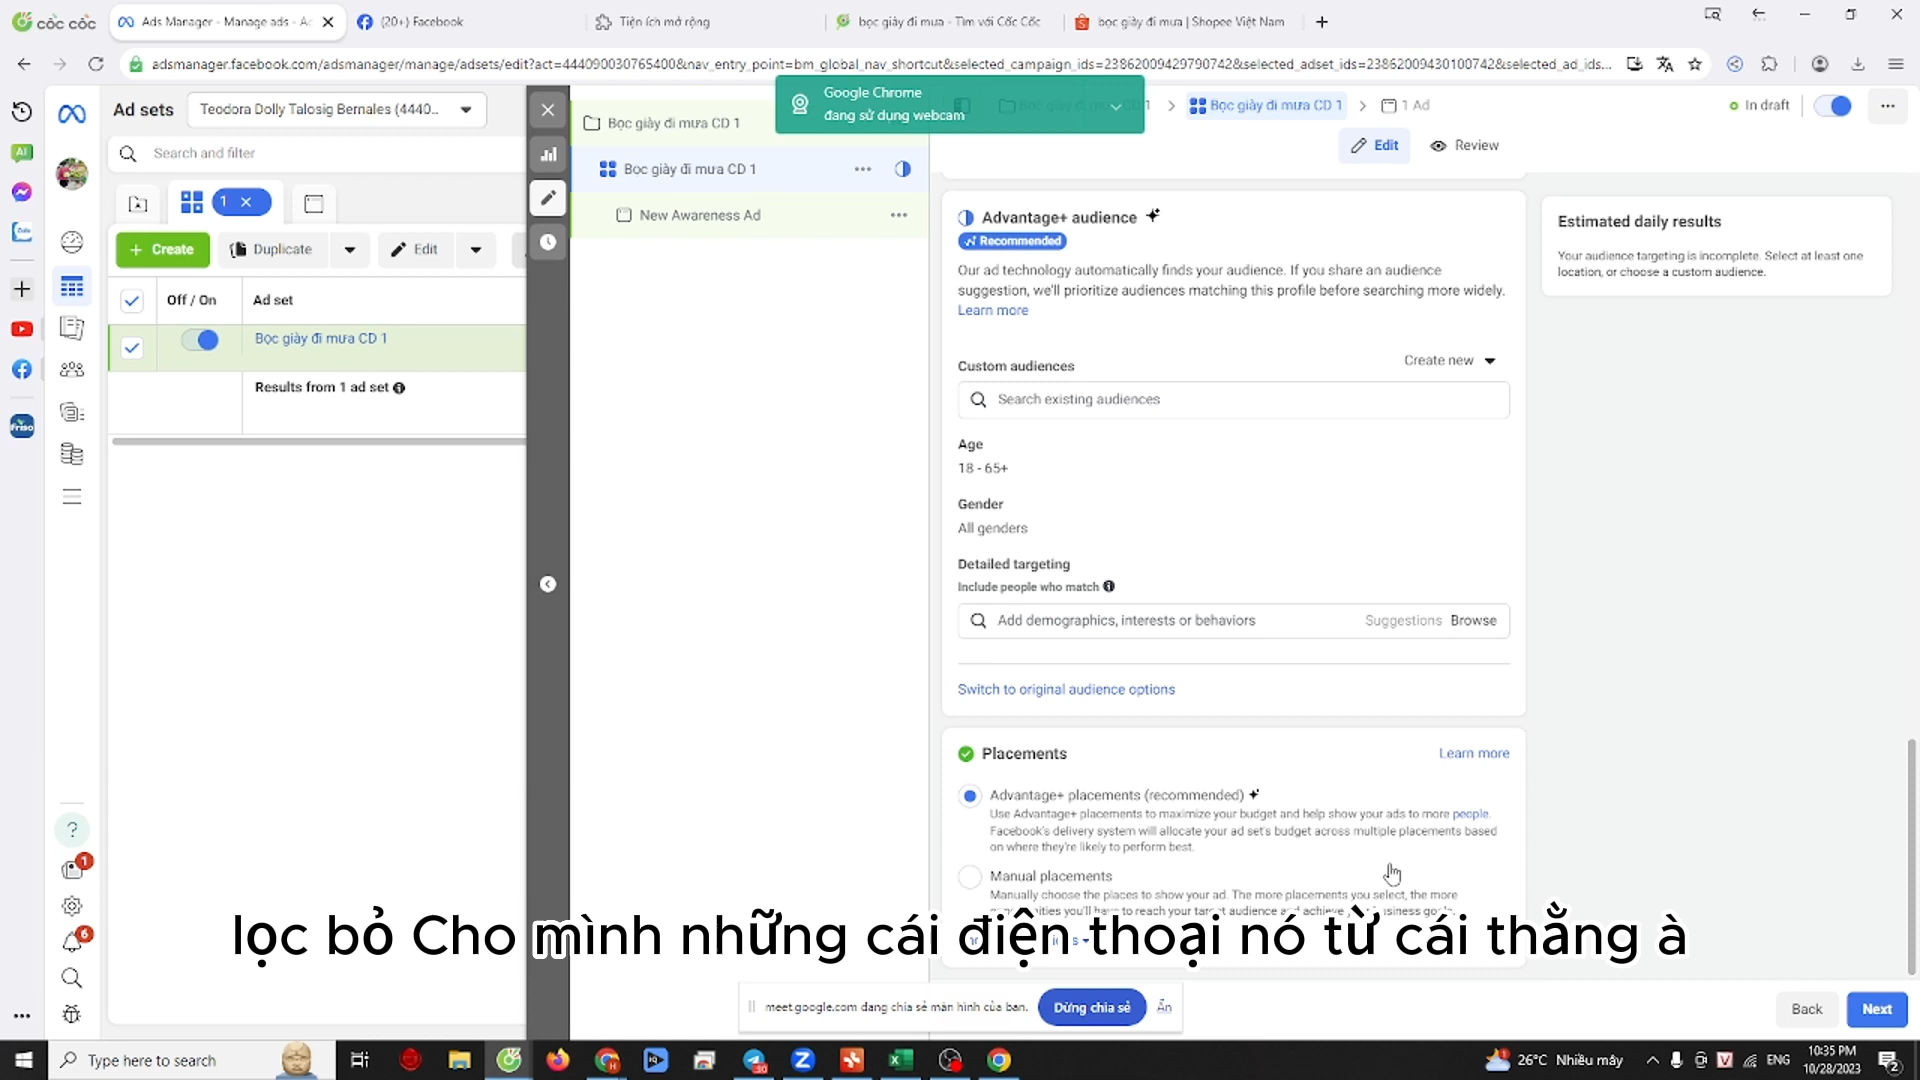 cốc cốc
Ads Manager - Manage ads - Ac
(20+) Facebook
Tiện ích mở rộng
bọc giày đi mưa - Tìm với Cốc Cốc
bọc giày đi mưa | Shopee Việt Nam
adsmanager.facebook.com/adsmanager/manage/adsets/edit?act=444090030765400&nav_entry_point=bm_global_nav_shortcut&selected_campaign_ids=23862009429790742&selected_adset_ids=23862009430100742&selected_ad_ids...
Google Chrome
đang sử dụng webcam
Ad sets
Teodora Dolly Talosig Bernales (4440...
Search and filter
1
Create
Duplicate
Edit
Off / On
Ad set
Bọc giày đi mưa CD 1
Results from 1 ad set
Bọc giày đi mưa CD 1
Bọc giày đi mưa CD 1
New Awareness Ad
Bọc giày đi mưa CD 1
1 Ad
In draft
Edit
Review
Advantage+ audience
Recommended
Our ad technology automatically finds your audience. If you share an audience
suggestion, we'll prioritize audiences matching this profile before searching more widely.
Learn more
Custom audiences
Create new
Search existing audiences
Age
18 - 65+
Gender
All genders
Detailed targeting
Include people who match
Add demographics, interests or behaviors
Suggestions
Browse
Switch to original audience options
Placements
Learn more
Advantage+ placements (recommended)
Use Advantage+ placements to maximize your budget and help show your ads to more people.
Facebook's delivery system will allocate your ad set's budget across multiple placements based
on where they're likely to perform best.
Manual placements
Manually choose the places to show your ad. The more placements you select, the more
you'll have to reach your target audience and achieve business goals.
Estimated daily results
Your audience targeting is incomplete. Select at least one
location, or choose a custom audience.
lọc bỏ Cho mình những cái điện thoại nó từ cái thằng à
meet.google.com đang chia sẻ màn hình của bạn.
Dừng chia sẻ
Ẩn
Back
Next
Type here to search
26°C Nhiều mây
ENG
10:35 PM
10/28/2023